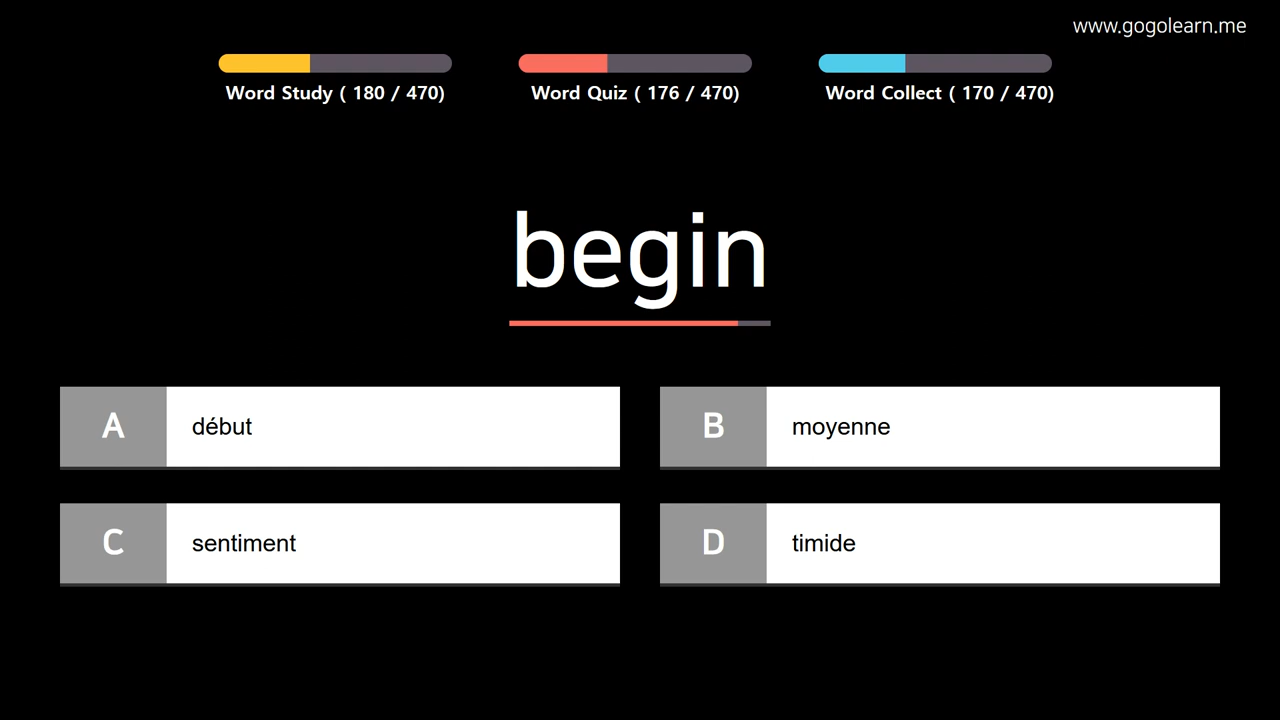 www.gogolearn.me
Word Study ( 180 / 470)
Word Quiz ( 176 / 470)
Word Collect ( 170 / 470)
begin
A
début
B
moyenne
C
sentiment
D
timide